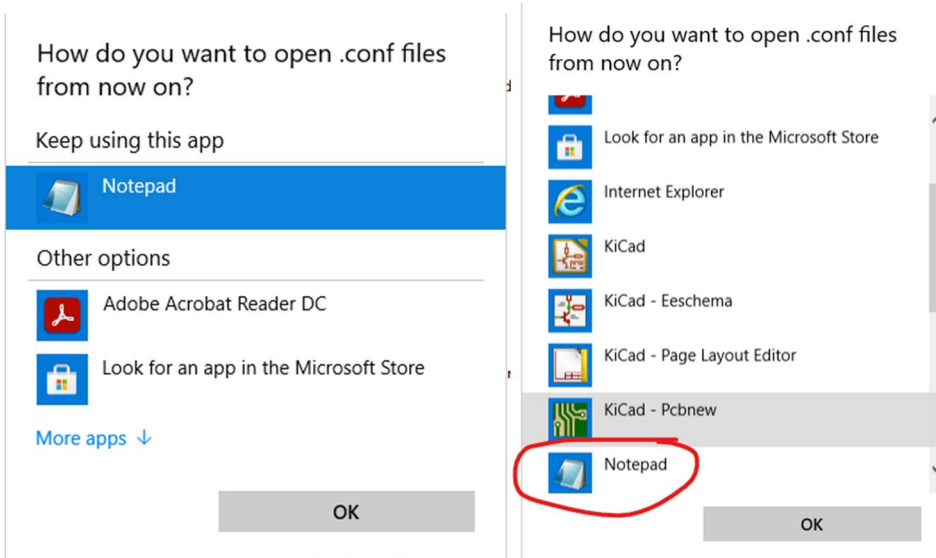 How do you want to open .conf files
from now on?
Keep using this app
Notepad
Other options
Adobe Acrobat Reader DC
Look for an app in the Microsoft Store
More apps ↓
OK
How do you want to open .conf files
from now on?
Look for an app in the Microsoft Store
Internet Explorer
KiCad
KiCad - Eeschema
KiCad - Page Layout Editor
KiCad - Pcbnew
Notepad
OK